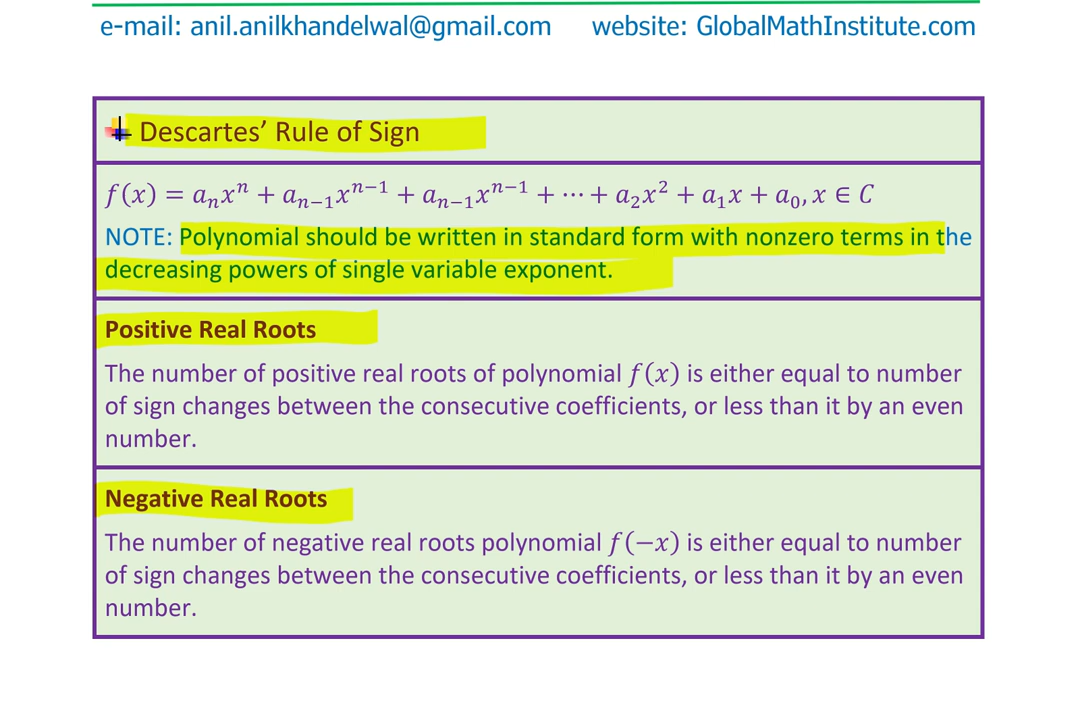 e-mail: anil.anilkhandelwal@gmail.com website: GlobalMathInstitute.com
Descartes’ Rule of Sign
f(x) = aₙxⁿ + aₙ₋₁xⁿ⁻¹ + aₙ₋₁xⁿ⁻¹ + ⋯ + a₂x² + a₁x + a₀, x ∈ C
NOTE: Polynomial should be written in standard form with nonzero terms in the
decreasing powers of single variable exponent.
Positive Real Roots
The number of positive real roots of polynomial f(x) is either equal to number
of sign changes between the consecutive coefficients, or less than it by an even
number.
Negative Real Roots
The number of negative real roots polynomial f(−x) is either equal to number
of sign changes between the consecutive coefficients, or less than it by an even
number.